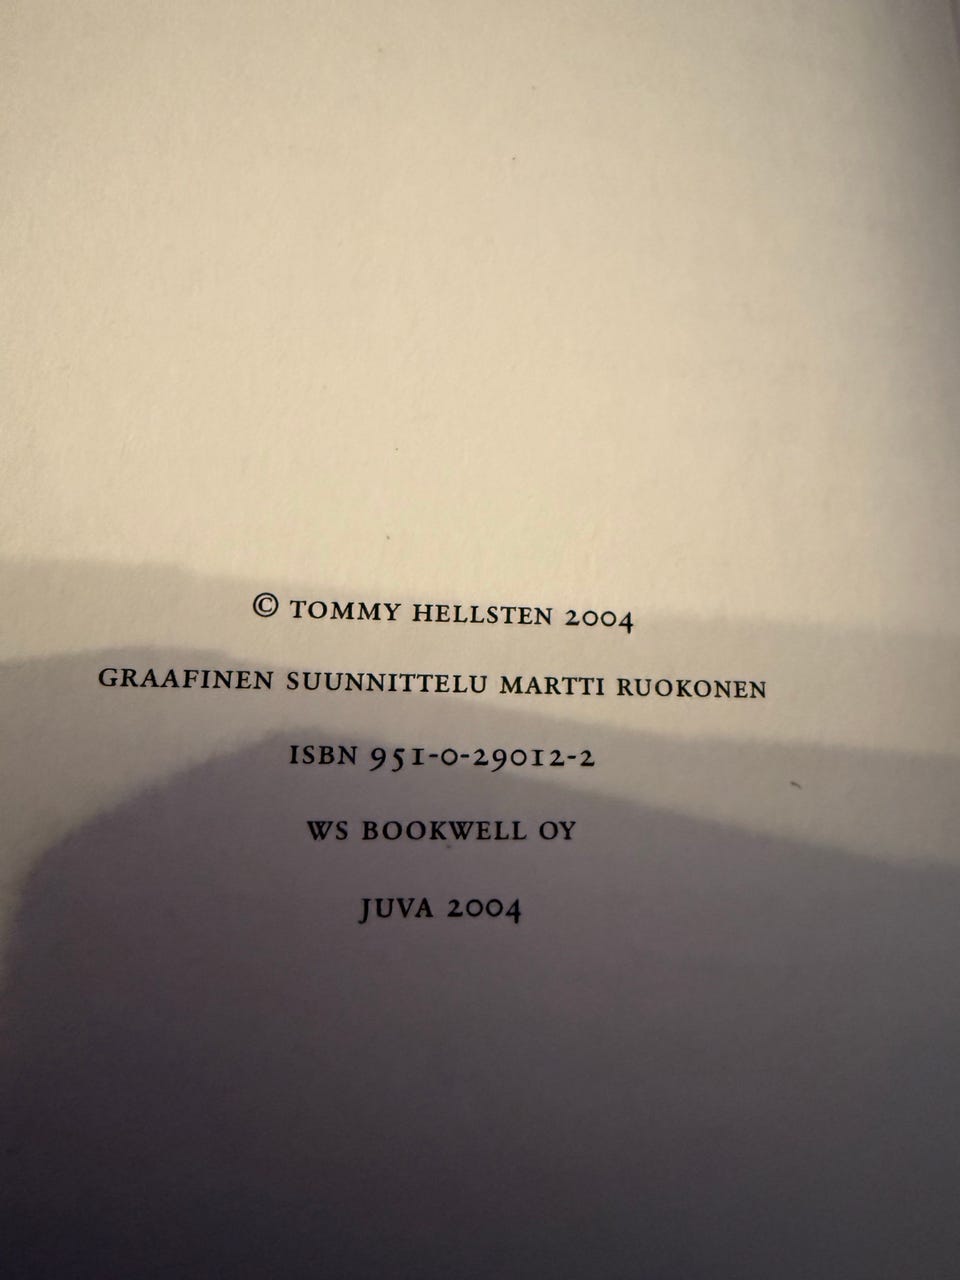 © TOMMY HELLSTEN 2004
GRAAFINEN SUUNNITTELU MARTTI RUOKONEN
ISBN 951-0-29012-2
WS BOOKWELL OY
JUVA 2004